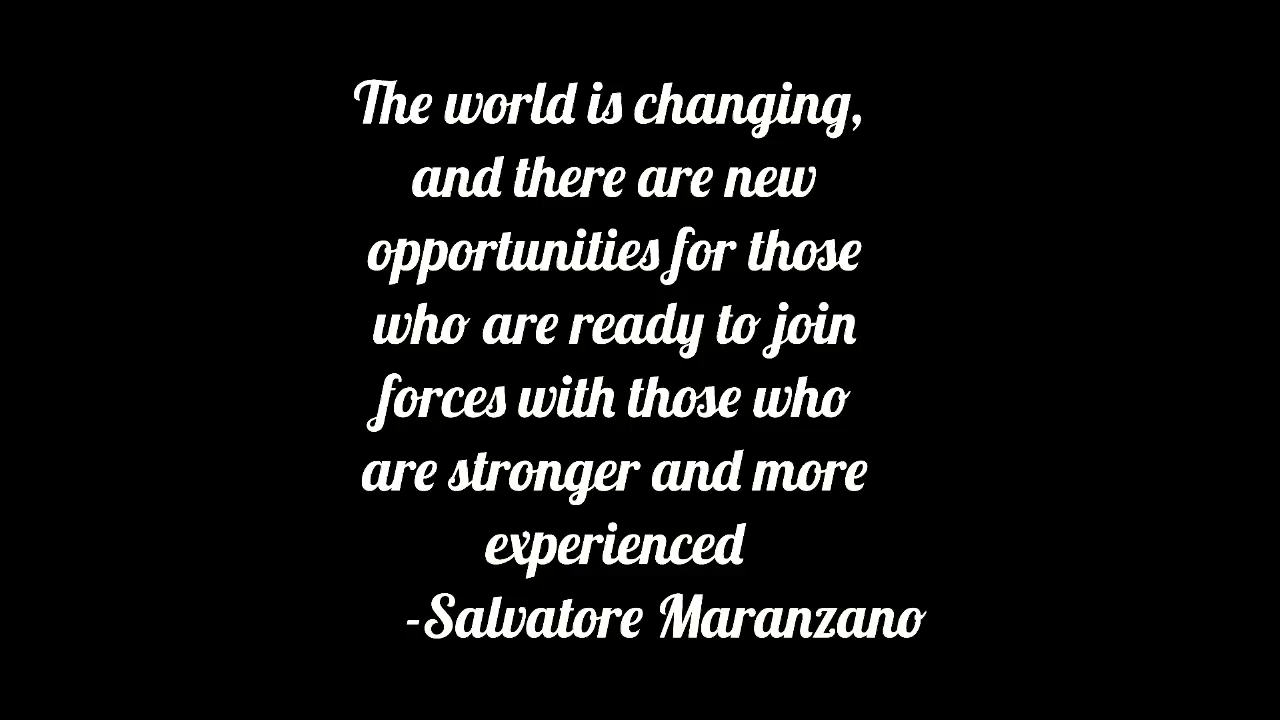 The world is changing,
and there are new
opportunities for those
who are ready to join
forces with those who
are stronger and more
experienced
-Salvatore Maranzano